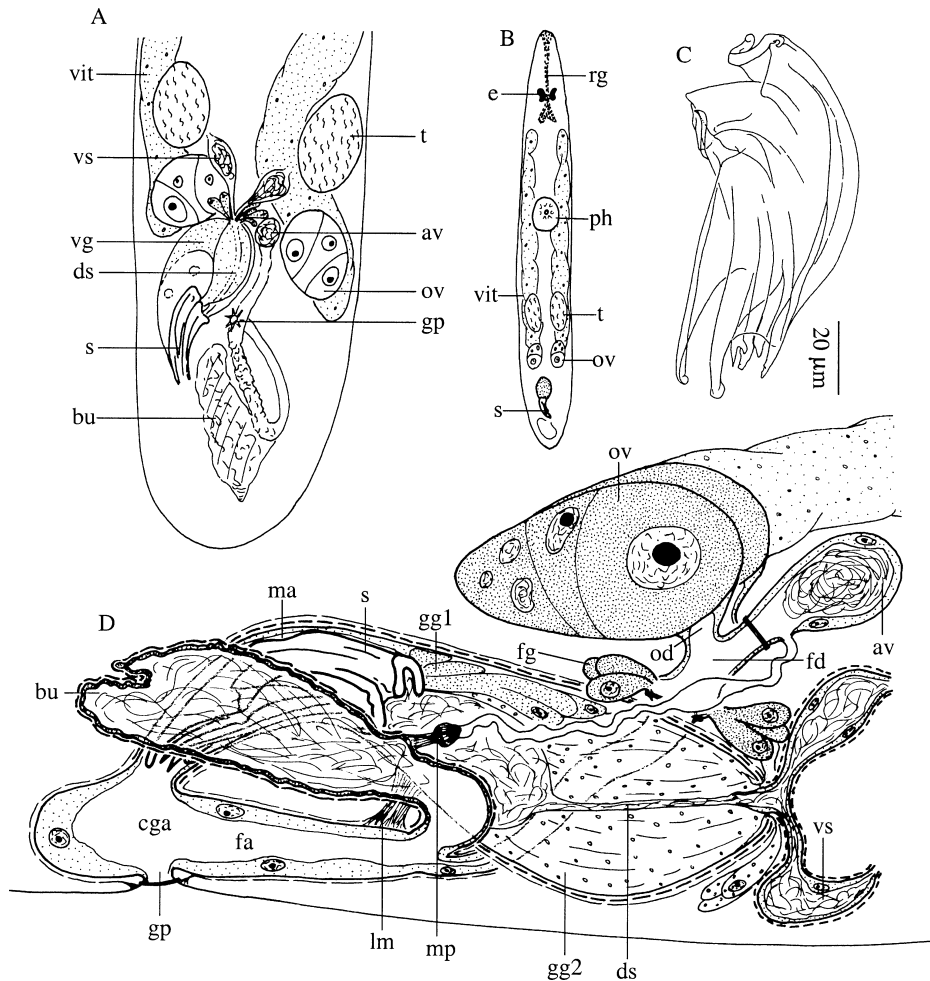 A
vit
vs
vg
ds
s
bu
t
av
ov
gp
B
e
rg
ph
vit
t
ov
s
C
20 µm
D
ma
s
gg1
ov
fg
od
fd
av
bu
cga
fa
vs
gp
lm
mp
gg2
ds